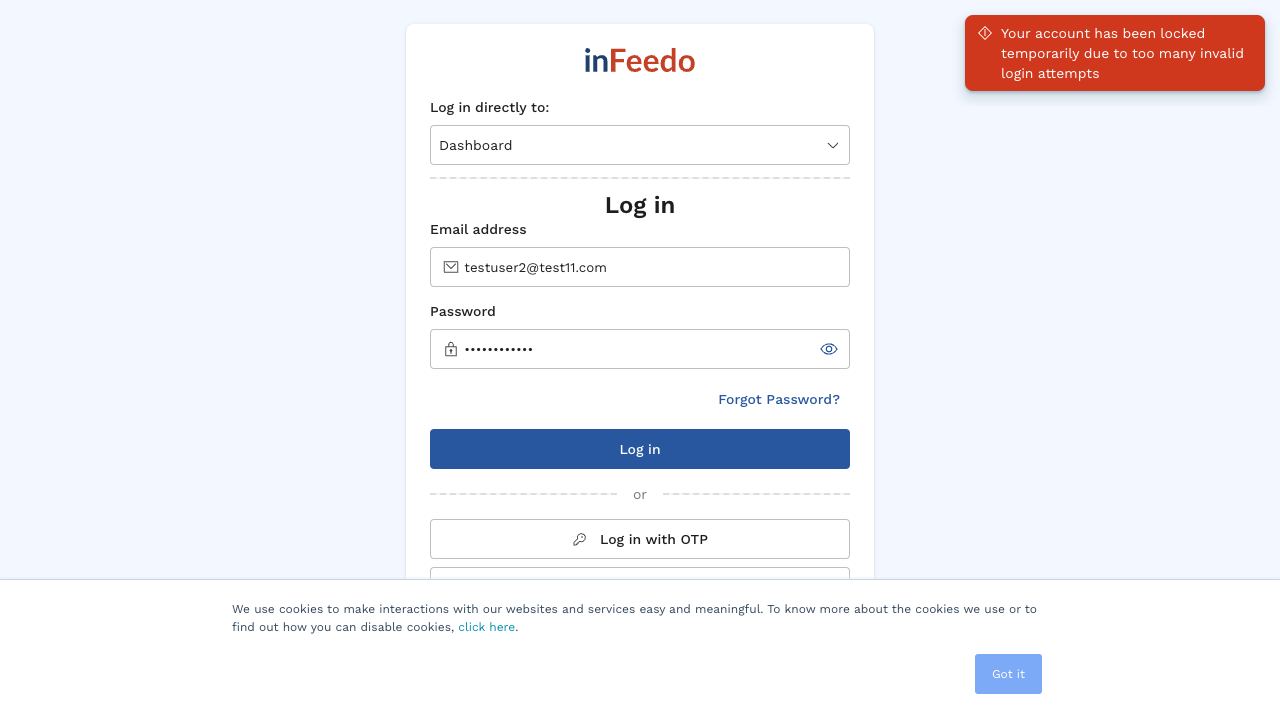 inFeedo
Your account has been locked
temporarily due to too many invalid
login attempts
Log in directly to:
Dashboard
Log in
Email address
testuser2@test11.com
Password
••••••••••••
Forgot Password?
Log in
or
Log in with OTP
We use cookies to make interactions with our websites and services easy and meaningful. To know more about the cookies we use or to
find out how you can disable cookies, click here.
Got it